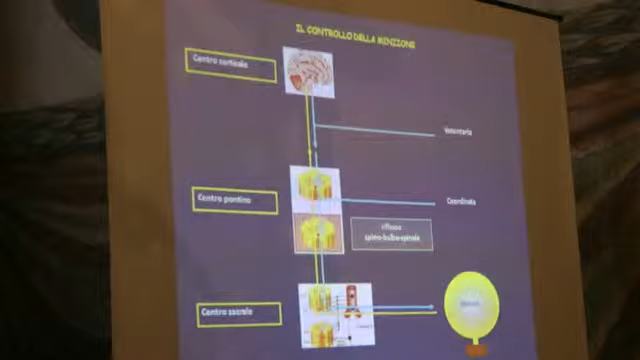 IL CONTROLLO DELLA MINZIONE
Centro corticale
Volontaria
Centro pontino
Coordinata
riflesso
spino-bulbo-spinale
Centro sacrale